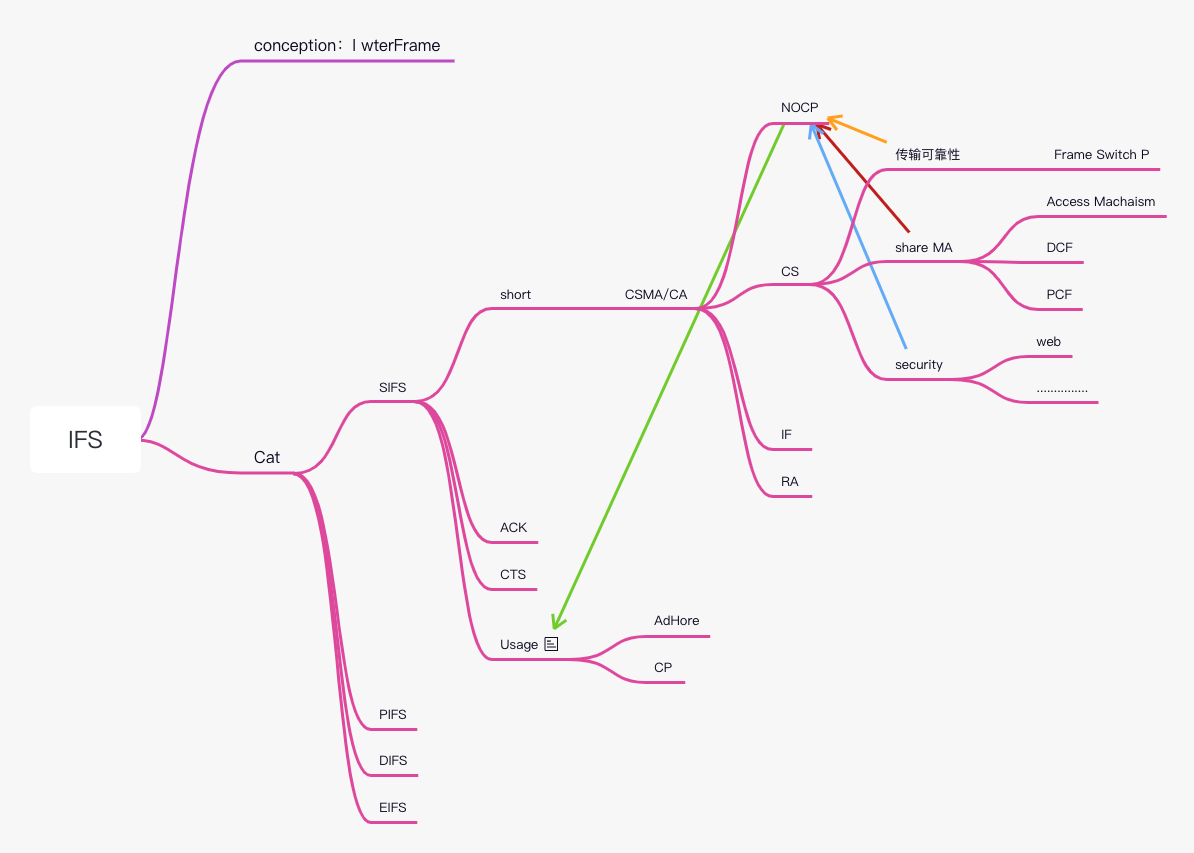 IFS
conception：I wterFrame
Cat
SIFS
short
CSMA/CA
NOCP
CS
传输可靠性
Frame Switch P
share MA
Access Machaism
DCF
PCF
security
web
...............
IF
RA
ACK
CTS
Usage
AdHore
CP
PIFS
DIFS
EIFS